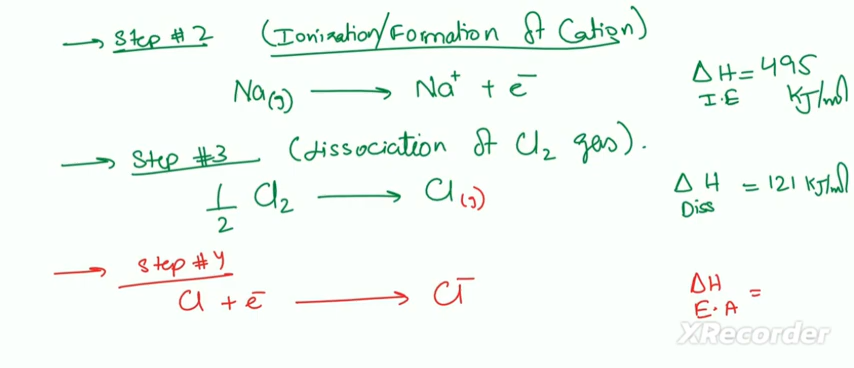 → Step #2 (Ionization/Formation of Cation)
Na(g) → Na⁺ + e⁻
ΔH = 495
I.E KJ/mol
→ Step #3 (dissociation of Cl₂ gas).
1/2 Cl₂ → Cl(g)
ΔH = 121 KJ/mol
Diss
→ Step #4
Cl + e⁻ → Cl⁻
ΔH =
E.A
XRecorder